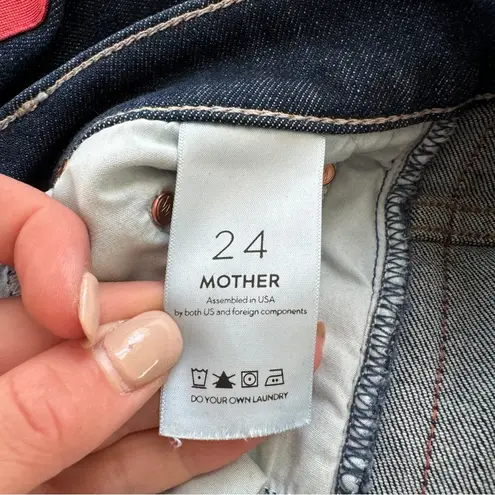 24
MOTHER
Assembled in USA
by both US and foreign components
DO YOUR OWN LAUNDRY